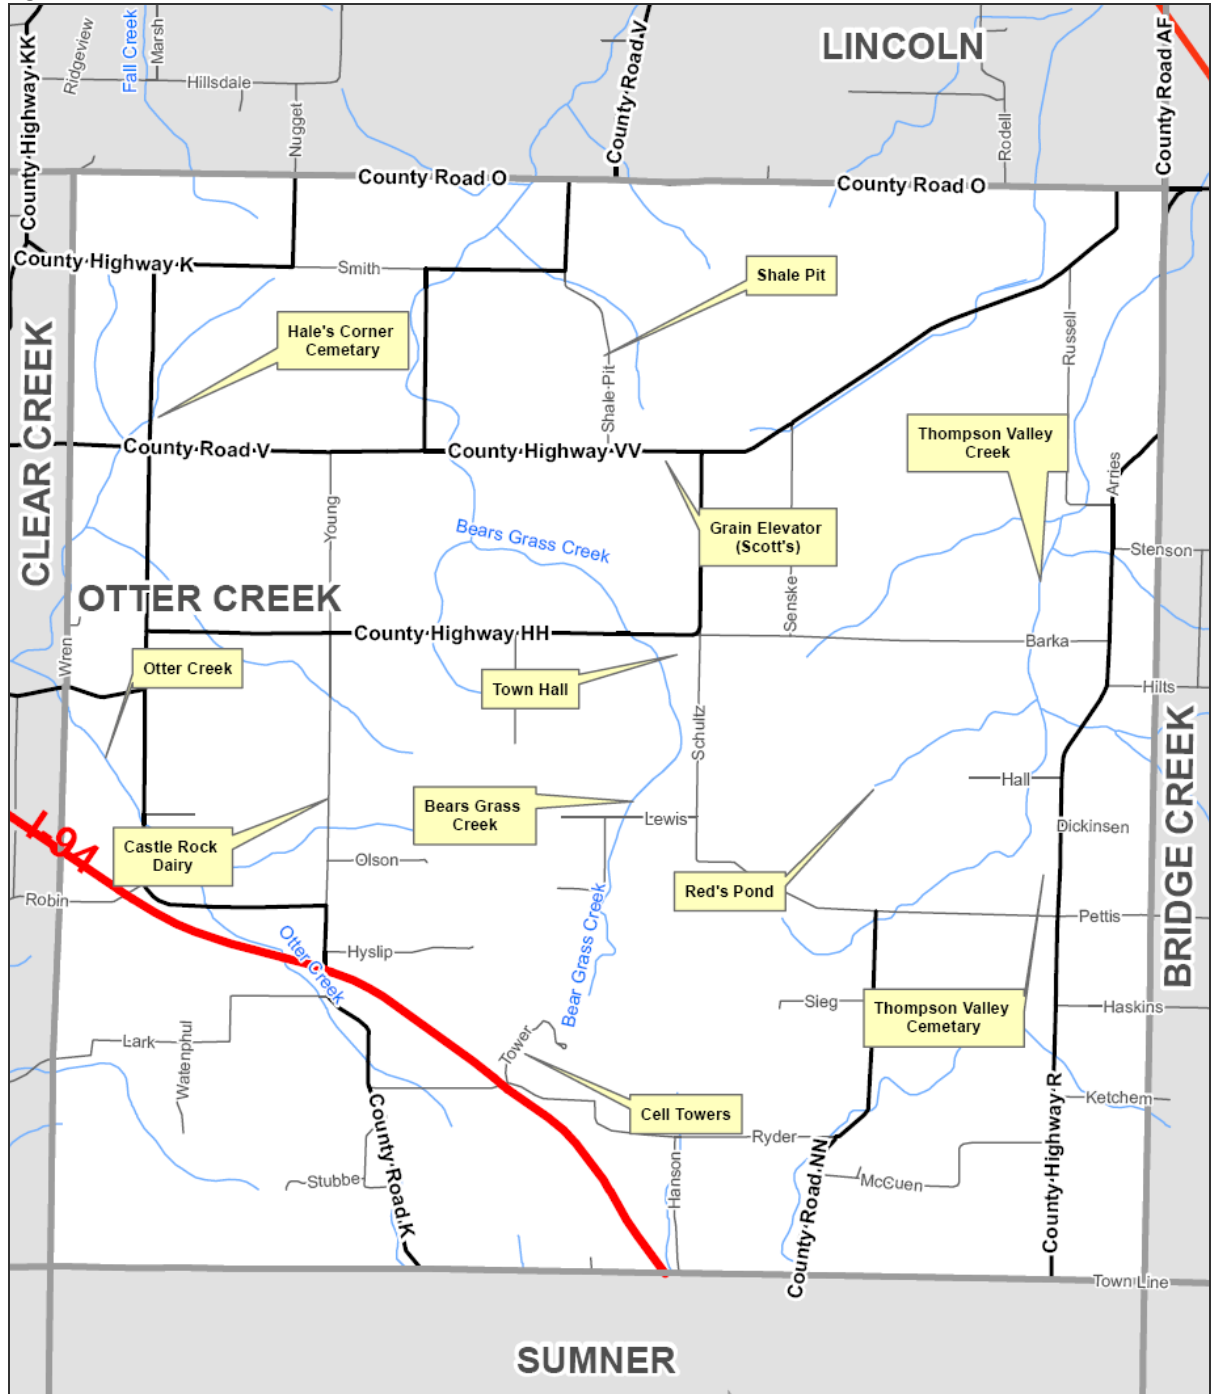 LINCOLN
County Highway KK
Ridgeview
Fall Creek
Marsh
Hillsdale
Nugget
County Road V
Rodell
County Road AF
County Road O
County Road O
County Highway K
Smith
Shale Pit
Hale's Corner
Cemetary
Russell
Shale Pit
CLEAR CREEK
County Road V
County Highway VV
Thompson Valley
Creek
Arries
Young
Bears Grass Creek
Grain Elevator
(Scott's)
Stenson
OTTER CREEK
Senske
County Highway HH
Barka
Wren
Otter Creek
Town Hall
Hilts
Schultz
BRIDGE CREEK
Hall
Bears Grass
Creek
Lewis
Dickinsen
I-94
Castle Rock
Dairy
Olson
Red's Pond
Robin
Pettis
Otter Creek
Hyslip
Bear Grass Creek
Sieg
Thompson Valley
Cemetary
Haskins
Lark
Watenphul
Tower
Cell Towers
Ketchem
County Road K
Ryder
Hanson
County Road NN
McCuen
County Highway R
Stubbe
Town Line
SUMNER